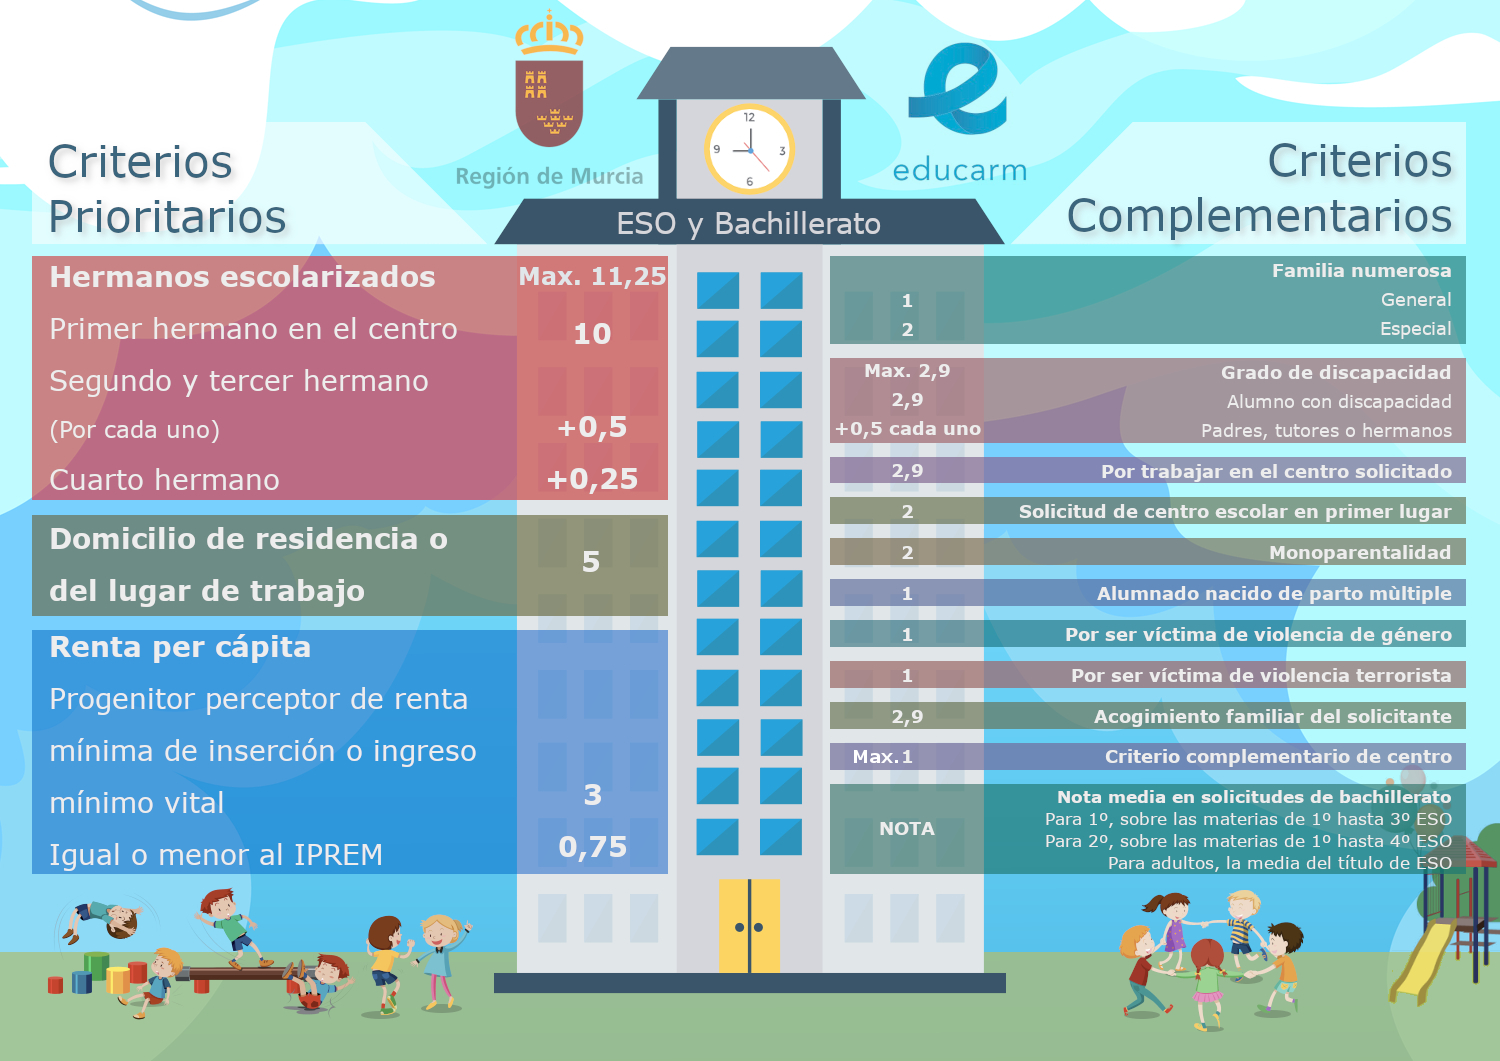 Región de Murcia
educarm
12
9
3
6
ESO y Bachillerato
Criterios
Prioritarios
Hermanos escolarizados Max. 11,25
Primer hermano en el centro 10
Segundo y tercer hermano
(Por cada uno) +0,5
Cuarto hermano +0,25
Domicilio de residencia o
del lugar de trabajo
5
Renta per cápita
Progenitor perceptor de renta
mínima de inserción o ingreso
mínimo vital 3
Igual o menor al IPREM 0,75
Criterios
Complementarios
Familia numerosa
1 General
2 Especial
Max. 2,9 Grado de discapacidad
2,9 Alumno con discapacidad
+0,5 cada uno Padres, tutores o hermanos
2,9 Por trabajar en el centro solicitado
2 Solicitud de centro escolar en primer lugar
2 Monoparentalidad
1 Alumnado nacido de parto mùltiple
1 Por ser víctima de violencia de género
1 Por ser víctima de violencia terrorista
2,9 Acogimiento familiar del solicitante
Max.1 Criterio complementario de centro
NOTA
Nota media en solicitudes de bachillerato
Para 1º, sobre las materias de 1º hasta 3º ESO
Para 2º, sobre las materias de 1º hasta 4º ESO
Para adultos, la media del título de ESO